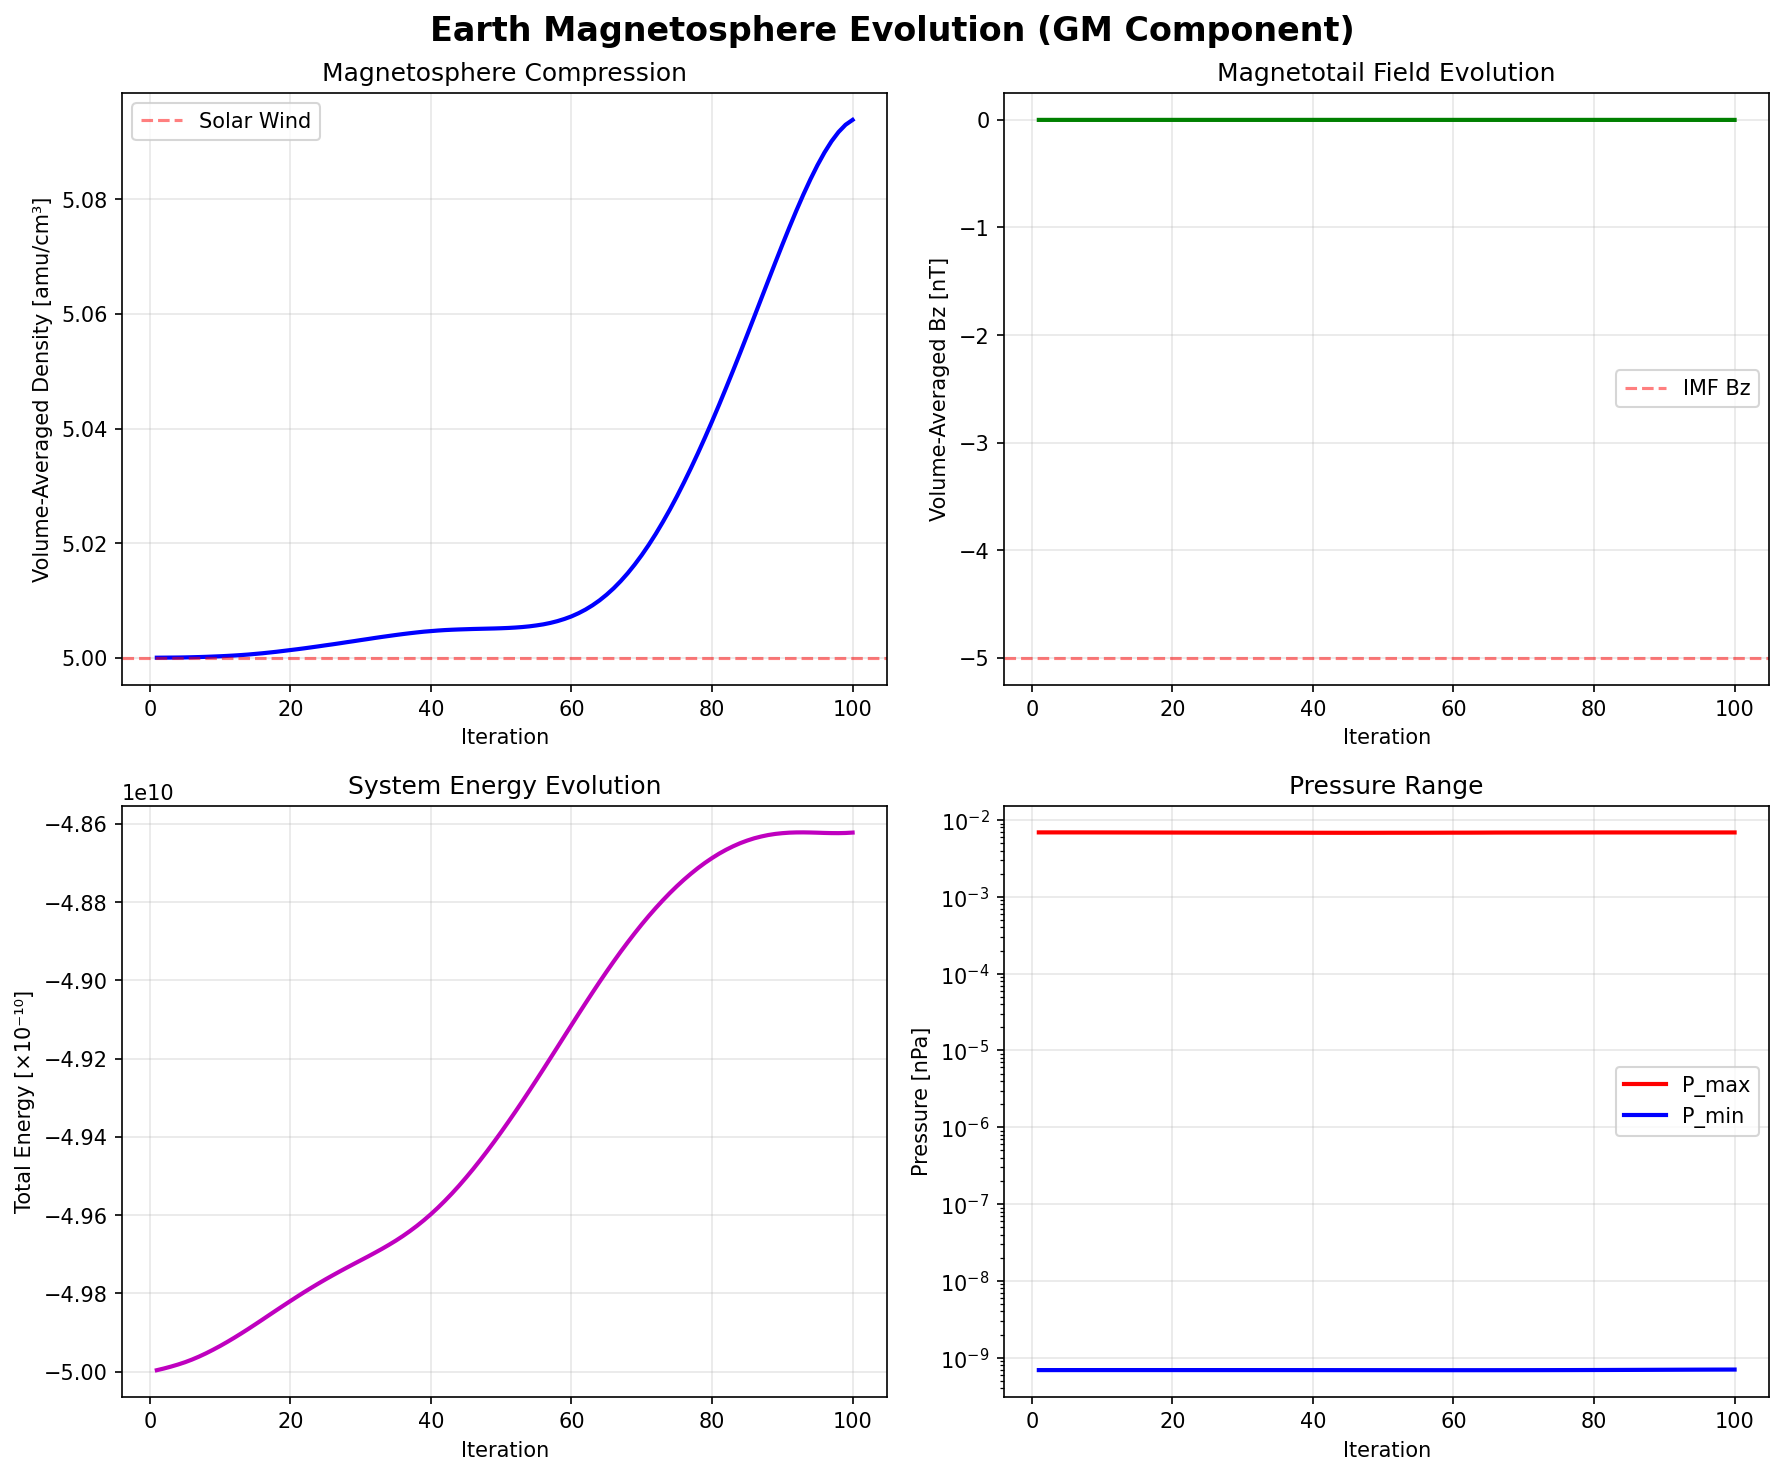 Earth Magnetosphere Evolution (GM Component)
Magnetosphere Compression
Solar Wind
Volume-Averaged Density [amu/cm³]
5.08
5.06
5.04
5.02
5.00
0 20 40 60 80 100
Iteration
Magnetotail Field Evolution
IMF Bz
Volume-Averaged Bz [nT]
0
−1
−2
−3
−4
−5
0 20 40 60 80 100
Iteration
System Energy Evolution
1e10
Total Energy [×10⁻¹⁰]
−4.86
−4.88
−4.90
−4.92
−4.94
−4.96
−4.98
−5.00
0 20 40 60 80 100
Iteration
Pressure Range
P_max
P_min
Pressure [nPa]
10⁻²
10⁻³
10⁻⁴
10⁻⁵
10⁻⁶
10⁻⁷
10⁻⁸
10⁻⁹
0 20 40 60 80 100
Iteration